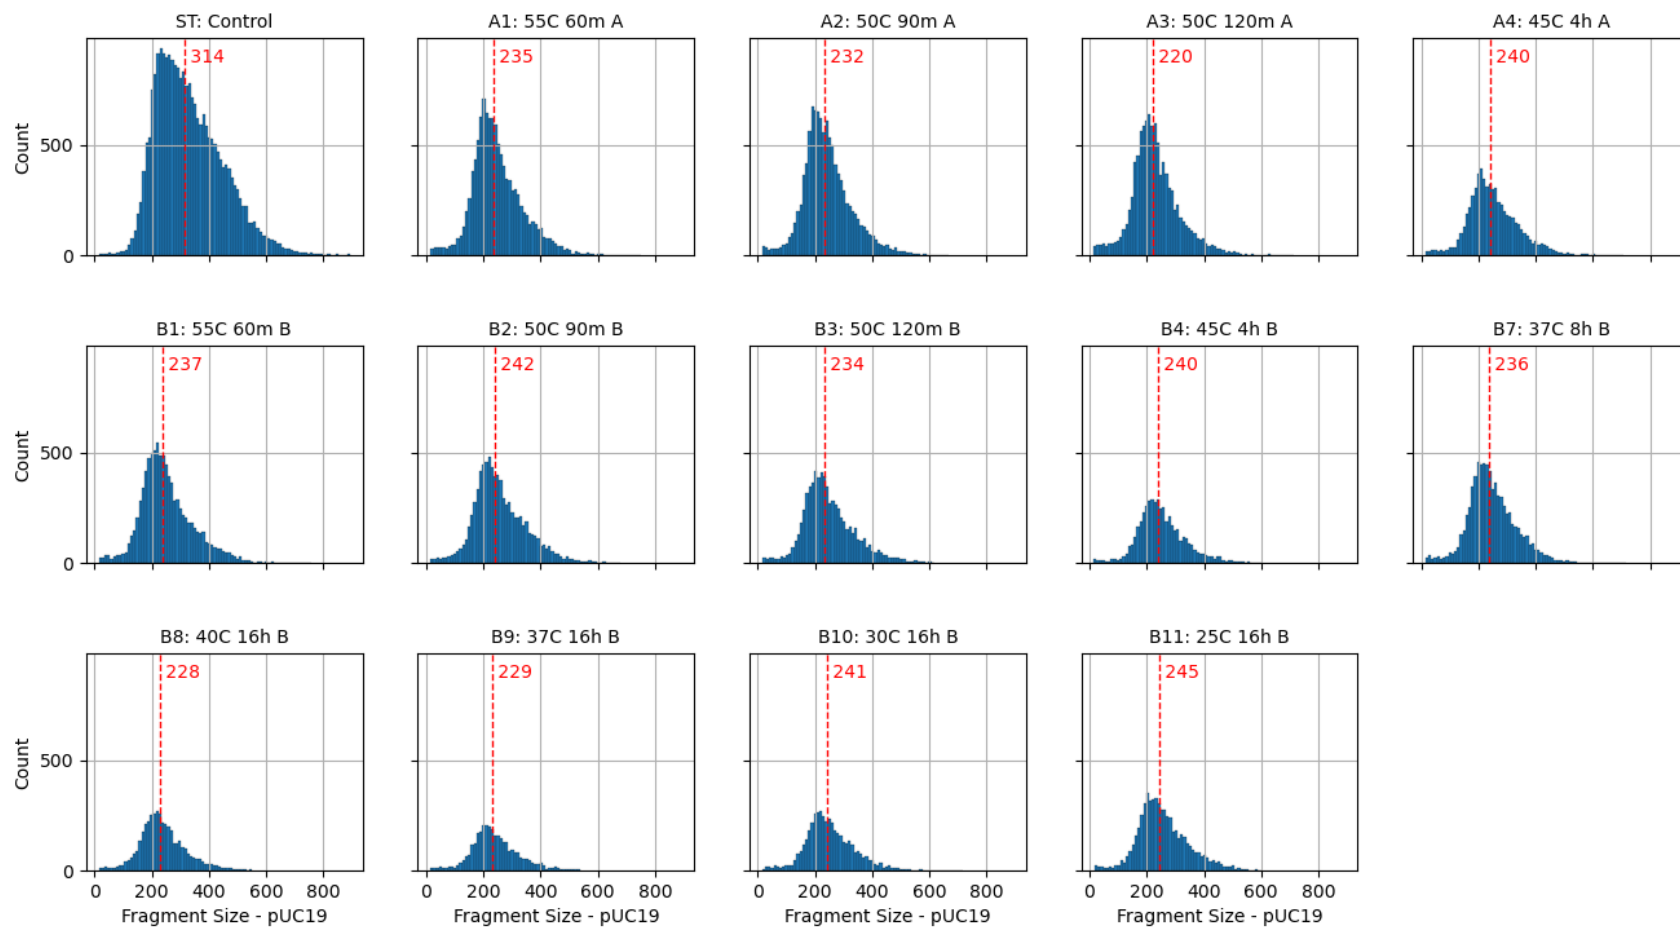 ST: Control
A1: 55C 60m A
A2: 50C 90m A
A3: 50C 120m A
A4: 45C 4h A
314
235
232
220
240
Count
500
0
B1: 55C 60m B
B2: 50C 90m B
B3: 50C 120m B
B4: 45C 4h B
B7: 37C 8h B
237
242
234
240
236
Count
500
0
B8: 40C 16h B
B9: 37C 16h B
B10: 30C 16h B
B11: 25C 16h B
228
229
241
245
Count
500
0
0 200 400 600 800
0 200 400 600 800
0 200 400 600 800
0 200 400 600 800
Fragment Size - pUC19
Fragment Size - pUC19
Fragment Size - pUC19
Fragment Size - pUC19